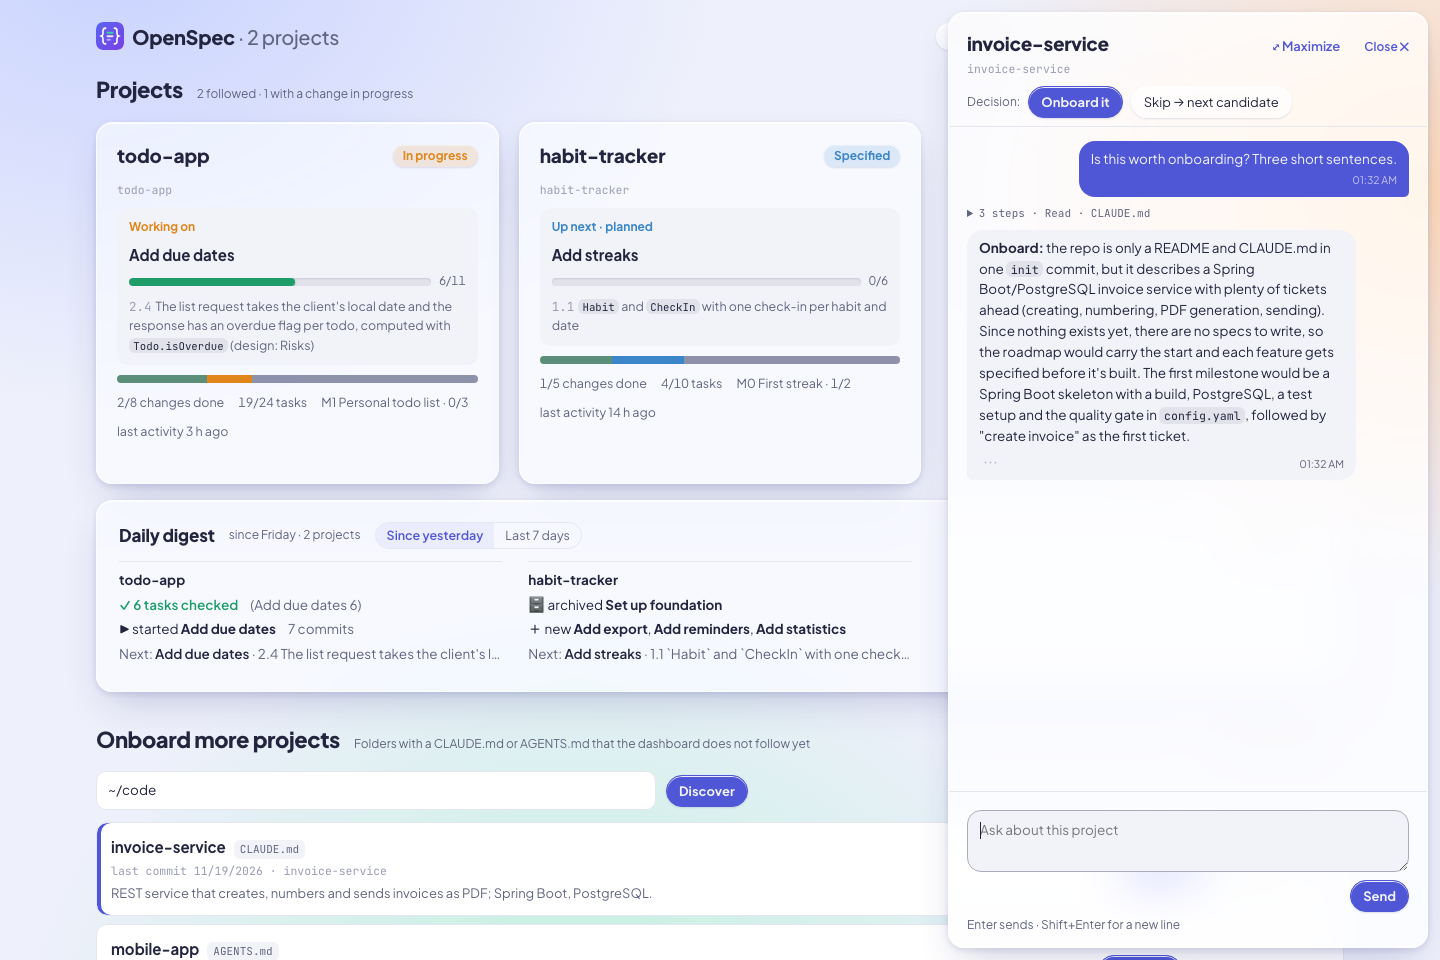 OpenSpec · 2 projects
Projects 2 followed · 1 with a change in progress
todo-app In progress
todo-app
Working on
Add due dates
6/11
2.4 The list request takes the client's local date and the
response has an overdue flag per todo, computed with
Todo.isOverdue (design: Risks)
2/8 changes done 19/24 tasks M1 Personal todo list · 0/3
last activity 3 h ago
habit-tracker Specified
habit-tracker
Up next · planned
Add streaks
0/6
1.1 Habit and CheckIn with one check-in per habit and
date
1/5 changes done 4/10 tasks M0 First streak · 1/2
last activity 14 h ago
Daily digest since Friday · 2 projects Since yesterday Last 7 days
todo-app
✓ 6 tasks checked (Add due dates 6)
▶ started Add due dates 7 commits
Next: Add due dates · 2.4 The list request takes the client's l...
habit-tracker
🗄 archived Set up foundation
+ new Add export, Add reminders, Add statistics
Next: Add streaks · 1.1 `Habit` and `CheckIn` with one check...
Onboard more projects Folders with a CLAUDE.md or AGENTS.md that the dashboard does not follow yet
~/code Discover
invoice-service CLAUDE.md
last commit 11/19/2026 · invoice-service
REST service that creates, numbers and sends invoices as PDF; Spring Boot, PostgreSQL.
mobile-app AGENTS.md
invoice-service ⤢ Maximize Close ✕
invoice-service
Decision: Onboard it Skip → next candidate
Is this worth onboarding? Three short sentences.
01:32 AM
▶ 3 steps · Read · CLAUDE.md
Onboard: the repo is only a README and CLAUDE.md in
one init commit, but it describes a Spring
Boot/PostgreSQL invoice service with plenty of tickets
ahead (creating, numbering, PDF generation, sending).
Since nothing exists yet, there are no specs to write, so
the roadmap would carry the start and each feature gets
specified before it's built. The first milestone would be a
Spring Boot skeleton with a build, PostgreSQL, a test
setup and the quality gate in config.yaml, followed by
"create invoice" as the first ticket.
... 01:32 AM
Ask about this project
Send
Enter sends · Shift+Enter for a new line